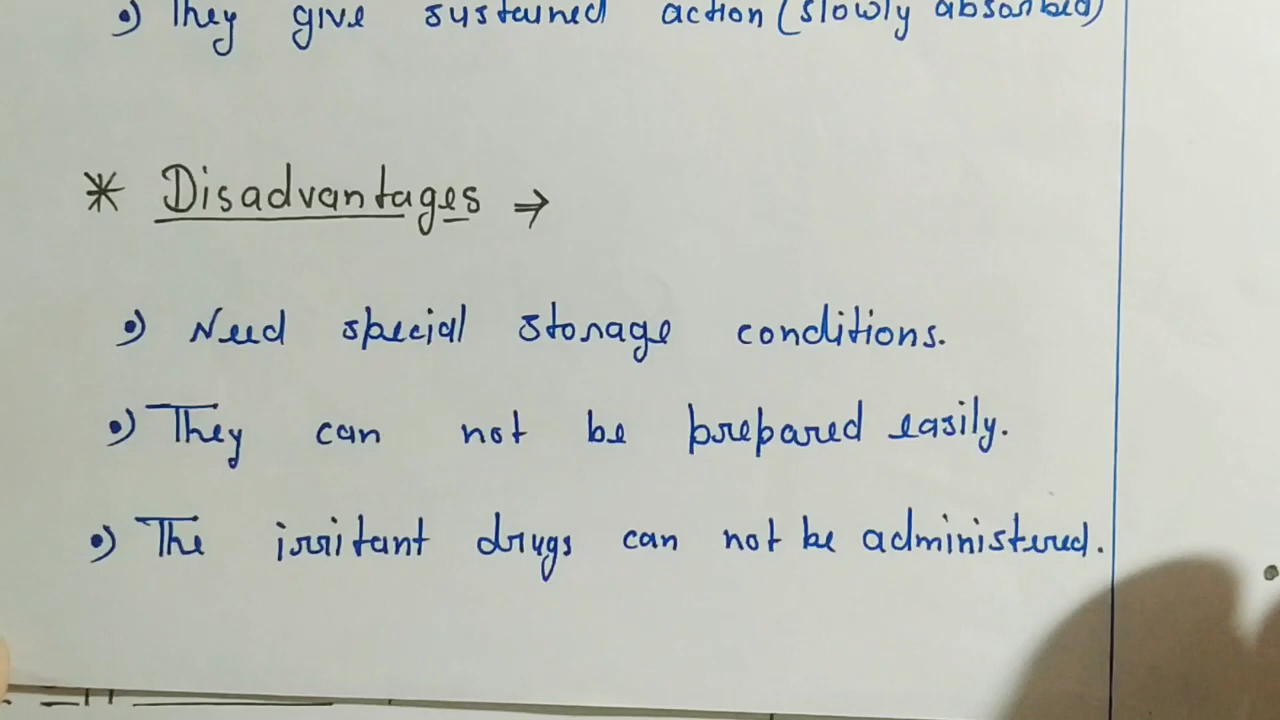 •) They give sustained action (slowly absorbed)
* Disadvantages →
•) Need special storage conditions.
•) They can not be prepared easily.
•) The irritant drugs can not be administered.